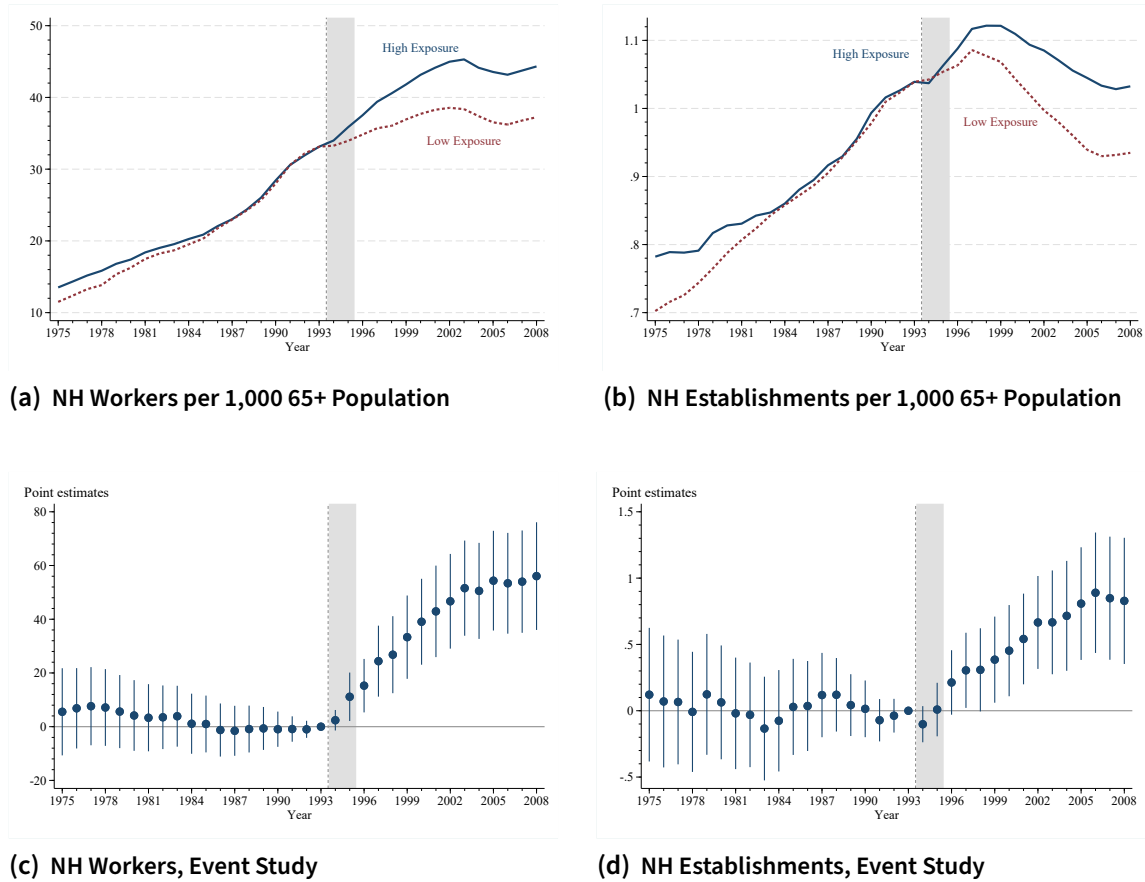 50
40
30
20
10
High Exposure
Low Exposure
1975 1978 1981 1984 1987 1990 1993 1996 1999 2002 2005 2008
Year
(a) NH Workers per 1,000 65+ Population
1.1
1
.9
.8
.7
High Exposure
Low Exposure
1975 1978 1981 1984 1987 1990 1993 1996 1999 2002 2005 2008
Year
(b) NH Establishments per 1,000 65+ Population
Point estimates
80
60
40
20
0
-20
1975 1978 1981 1984 1987 1990 1993 1996 1999 2002 2005 2008
Year
(c) NH Workers, Event Study
Point estimates
1.5
1
.5
0
-.5
1975 1978 1981 1984 1987 1990 1993 1996 1999 2002 2005 2008
Year
(d) NH Establishments, Event Study